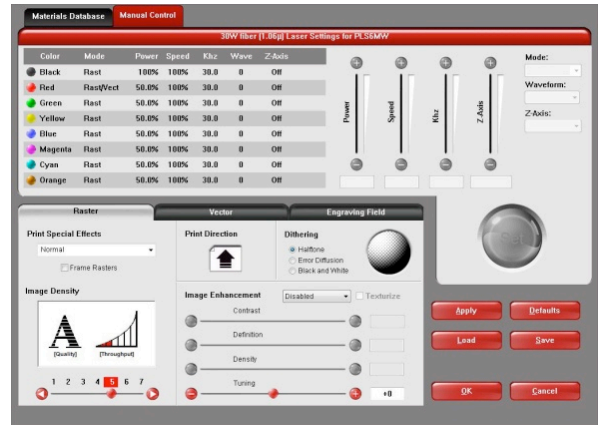 Materials Database Manual Control
30W fiber [1.06µ] Laser Settings for PLS6MW
Color Mode Power Speed Khz Wave Z-Axis
Black Rast 100% 100% 30.0 0 Off
Red Rast/Vect 50.0% 100% 30.0 0 Off
Green Rast 50.0% 100% 30.0 0 Off
Yellow Rast 50.0% 100% 30.0 0 Off
Blue Rast 50.0% 100% 30.0 0 Off
Magenta Rast 50.0% 100% 30.0 0 Off
Cyan Rast 50.0% 100% 30.0 0 Off
Orange Rast 50.0% 100% 30.0 0 Off
Power
Speed
Khz
Z-Axis
Mode:
Waveform:
Z-Axis:
Set
Raster Vector Engraving Field
Print Special Effects
Normal
Frame Rasters
Image Density
A
[Quality] [Throughput]
1 2 3 4 5 6 7
Print Direction
Dithering
Halftone
Error Diffusion
Black and White
Image Enhancement Disabled Texturize
Contrast
Definition
Density
Tuning
+0
Apply Defaults
Load Save
OK Cancel